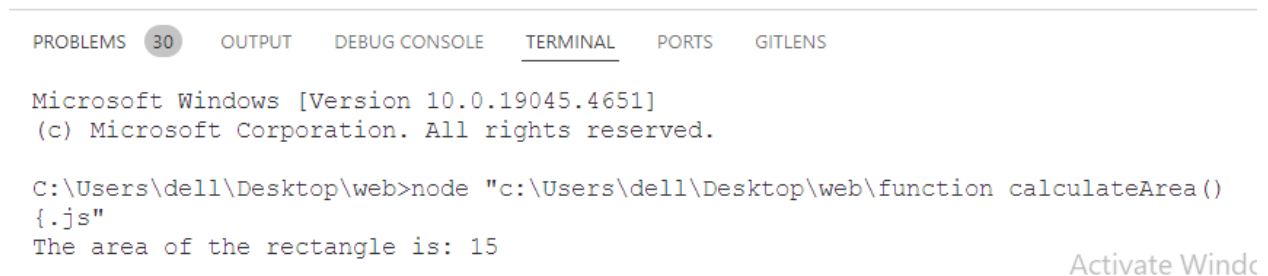 PROBLEMS 30 OUTPUT DEBUG CONSOLE TERMINAL PORTS GITLENS
Microsoft Windows [Version 10.0.19045.4651]
(c) Microsoft Corporation. All rights reserved.
C:\Users\dell\Desktop\web>node "c:\Users\dell\Desktop\web\function calculateArea()
{.js"
The area of the rectangle is: 15
Activate Windo